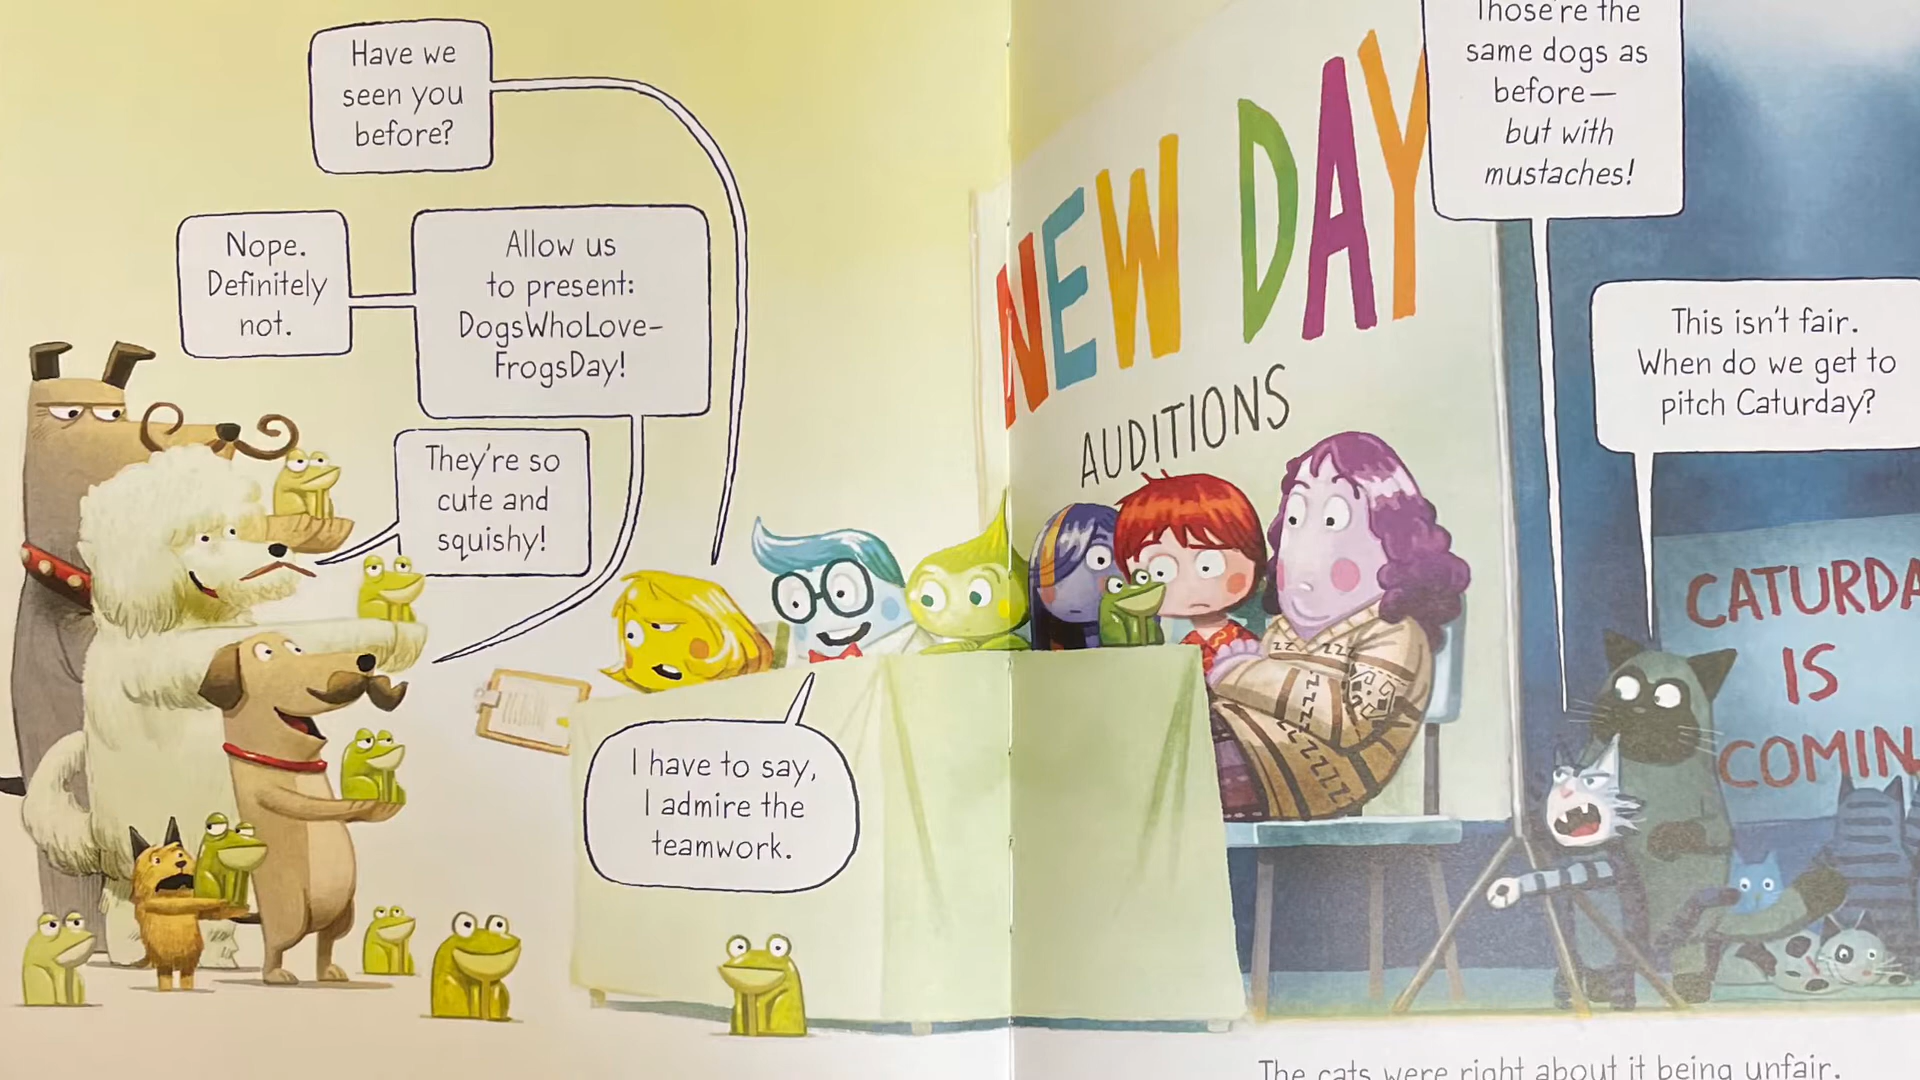 Have we
seen you
before?
Nope.
Definitely
not.
Allow us
to present:
DogsWhoLove-
FrogsDay!
They're so
cute and
squishy!
I have to say,
I admire the
teamwork.
NEW DAY
AUDITIONS
Those're the
same dogs as
before—
but with
mustaches!
This isn't fair.
When do we get to
pitch Caturday?
CATURDA
IS
COMIN
The cats were right about it being unfair.